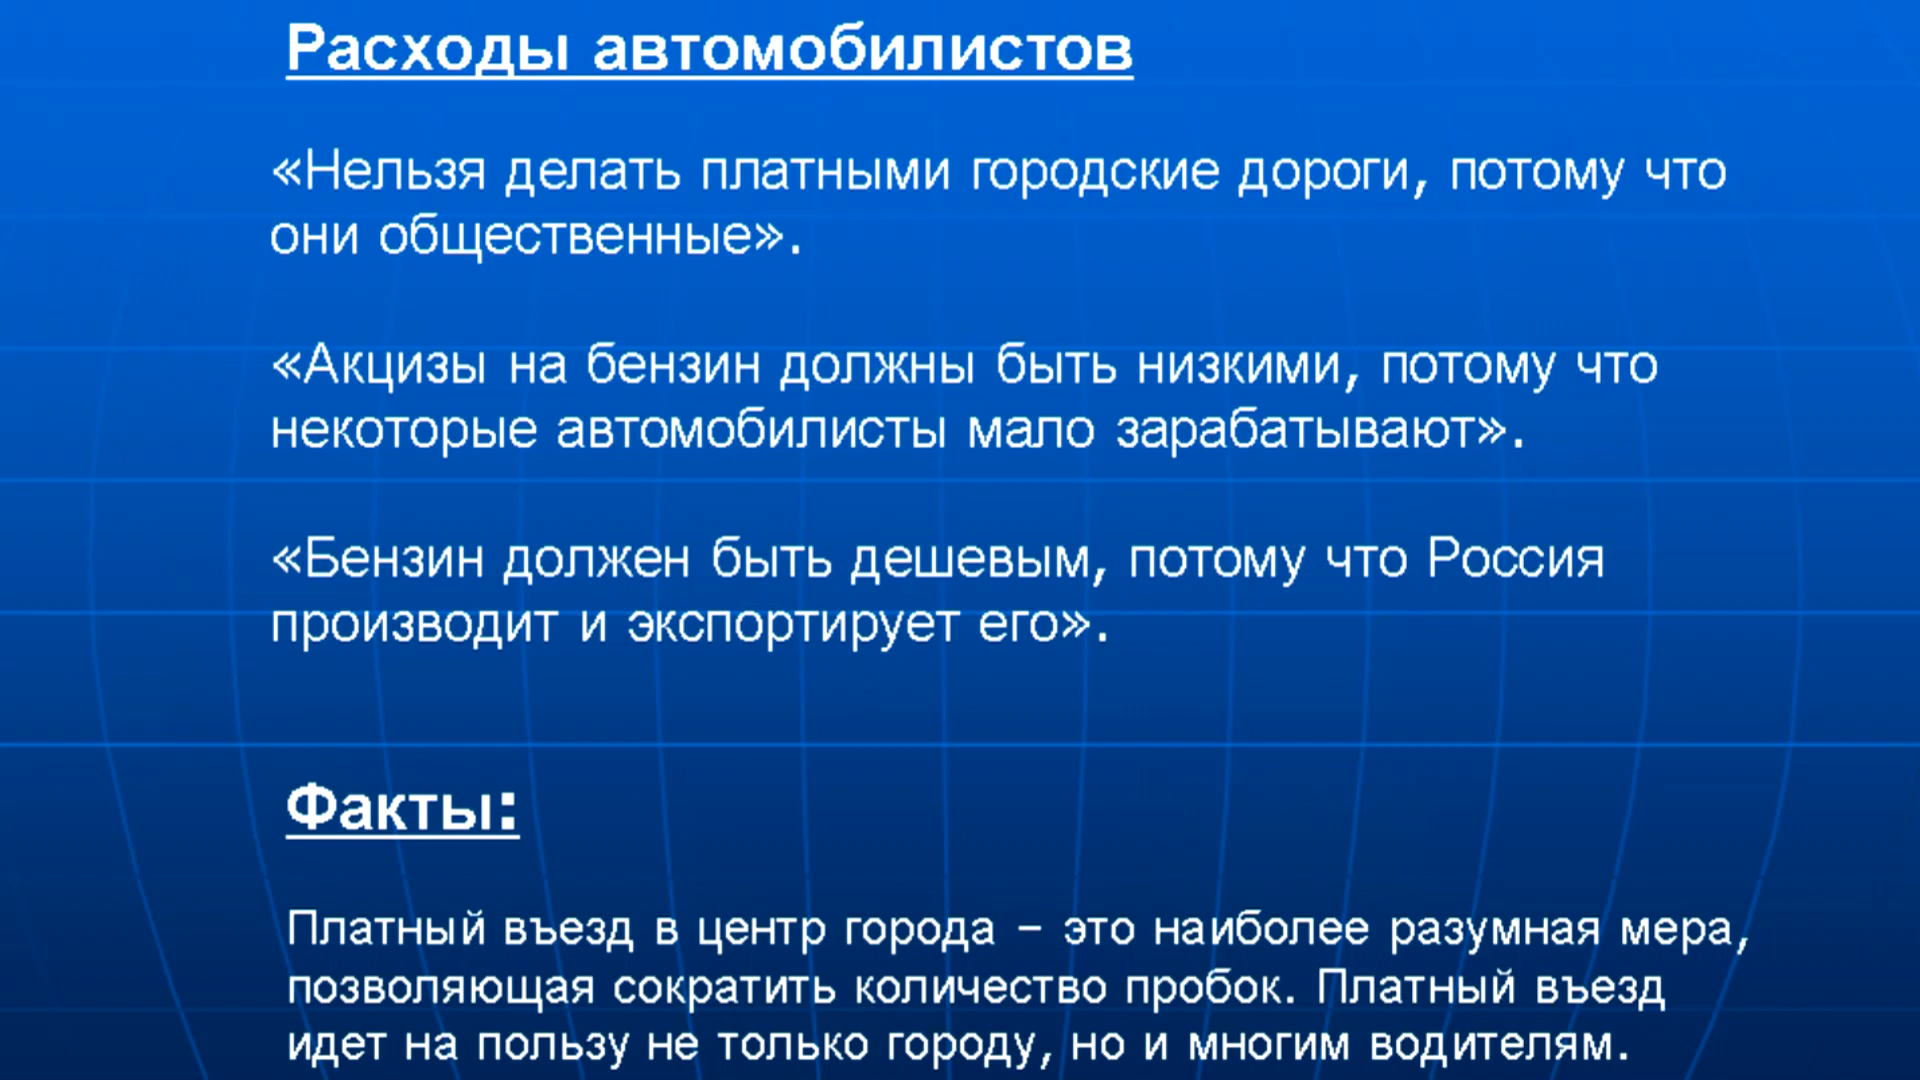 Расходы автомобилистов
«Нельзя делать платными городские дороги, потому что
они общественные».
«Акцизы на бензин должны быть низкими, потому что
некоторые автомобилисты мало зарабатывают».
«Бензин должен быть дешевым, потому что Россия
производит и экспортирует его».
Факты:
Платный въезд в центр города – это наиболее разумная мера,
позволяющая сократить количество пробок. Платный въезд
идет на пользу не только городу, но и многим водителям.